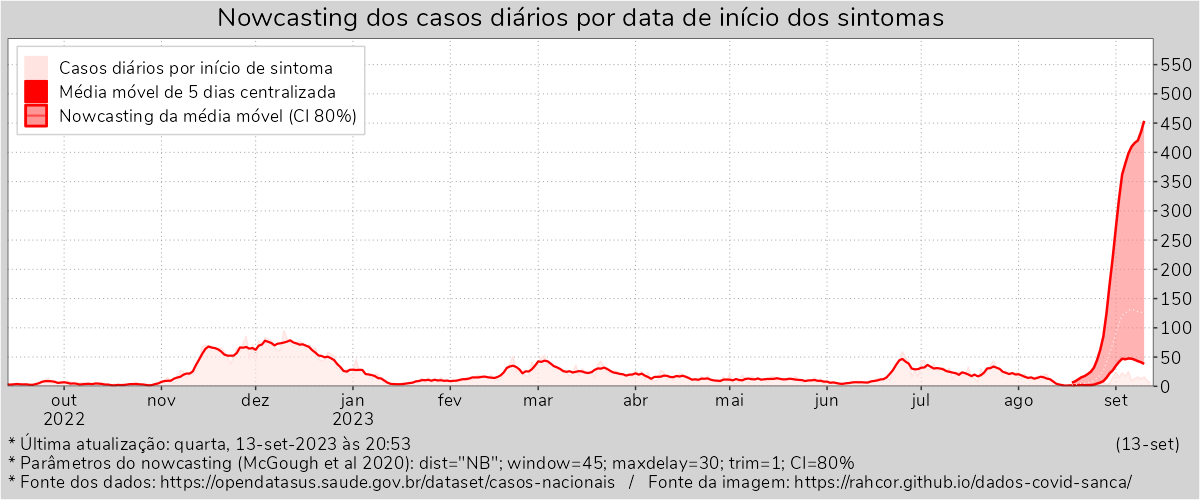 Nowcasting dos casos diários por data de início dos sintomas
Casos diários por início de sintoma
Média móvel de 5 dias centralizada
Nowcasting da média móvel (CI 80%)
550
500
450
400
350
300
250
200
150
100
50
0
out nov dez jan fev mar abr mai jun jul ago set
2022 2023
* Última atualização: quarta, 13-set-2023 às 20:53 (13-set)
* Parâmetros do nowcasting (McGough et al 2020): dist="NB"; window=45; maxdelay=30; trim=1; CI=80%
* Fonte dos dados: https://opendatasus.saude.gov.br/dataset/casos-nacionais / Fonte da imagem: https://rahcor.github.io/dados-covid-sanca/